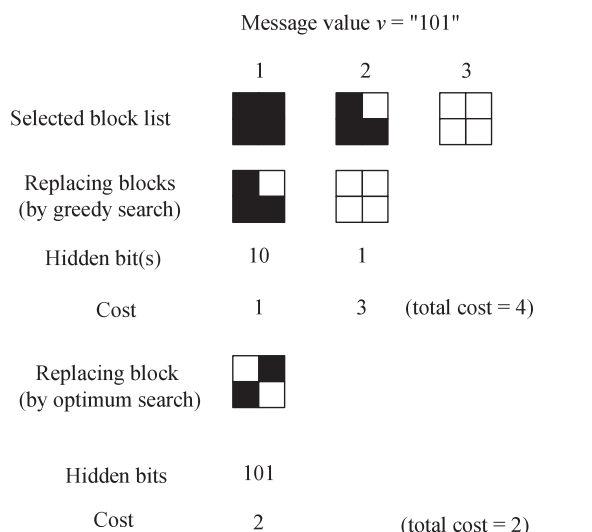 Message value v = "101"
1 2 3
Selected block list
Replacing blocks
(by greedy search)
Hidden bit(s) 10 1
Cost 1 3 (total cost = 4)
Replacing block
(by optimum search)
Hidden bits 101
Cost 2 (total cost = 2)